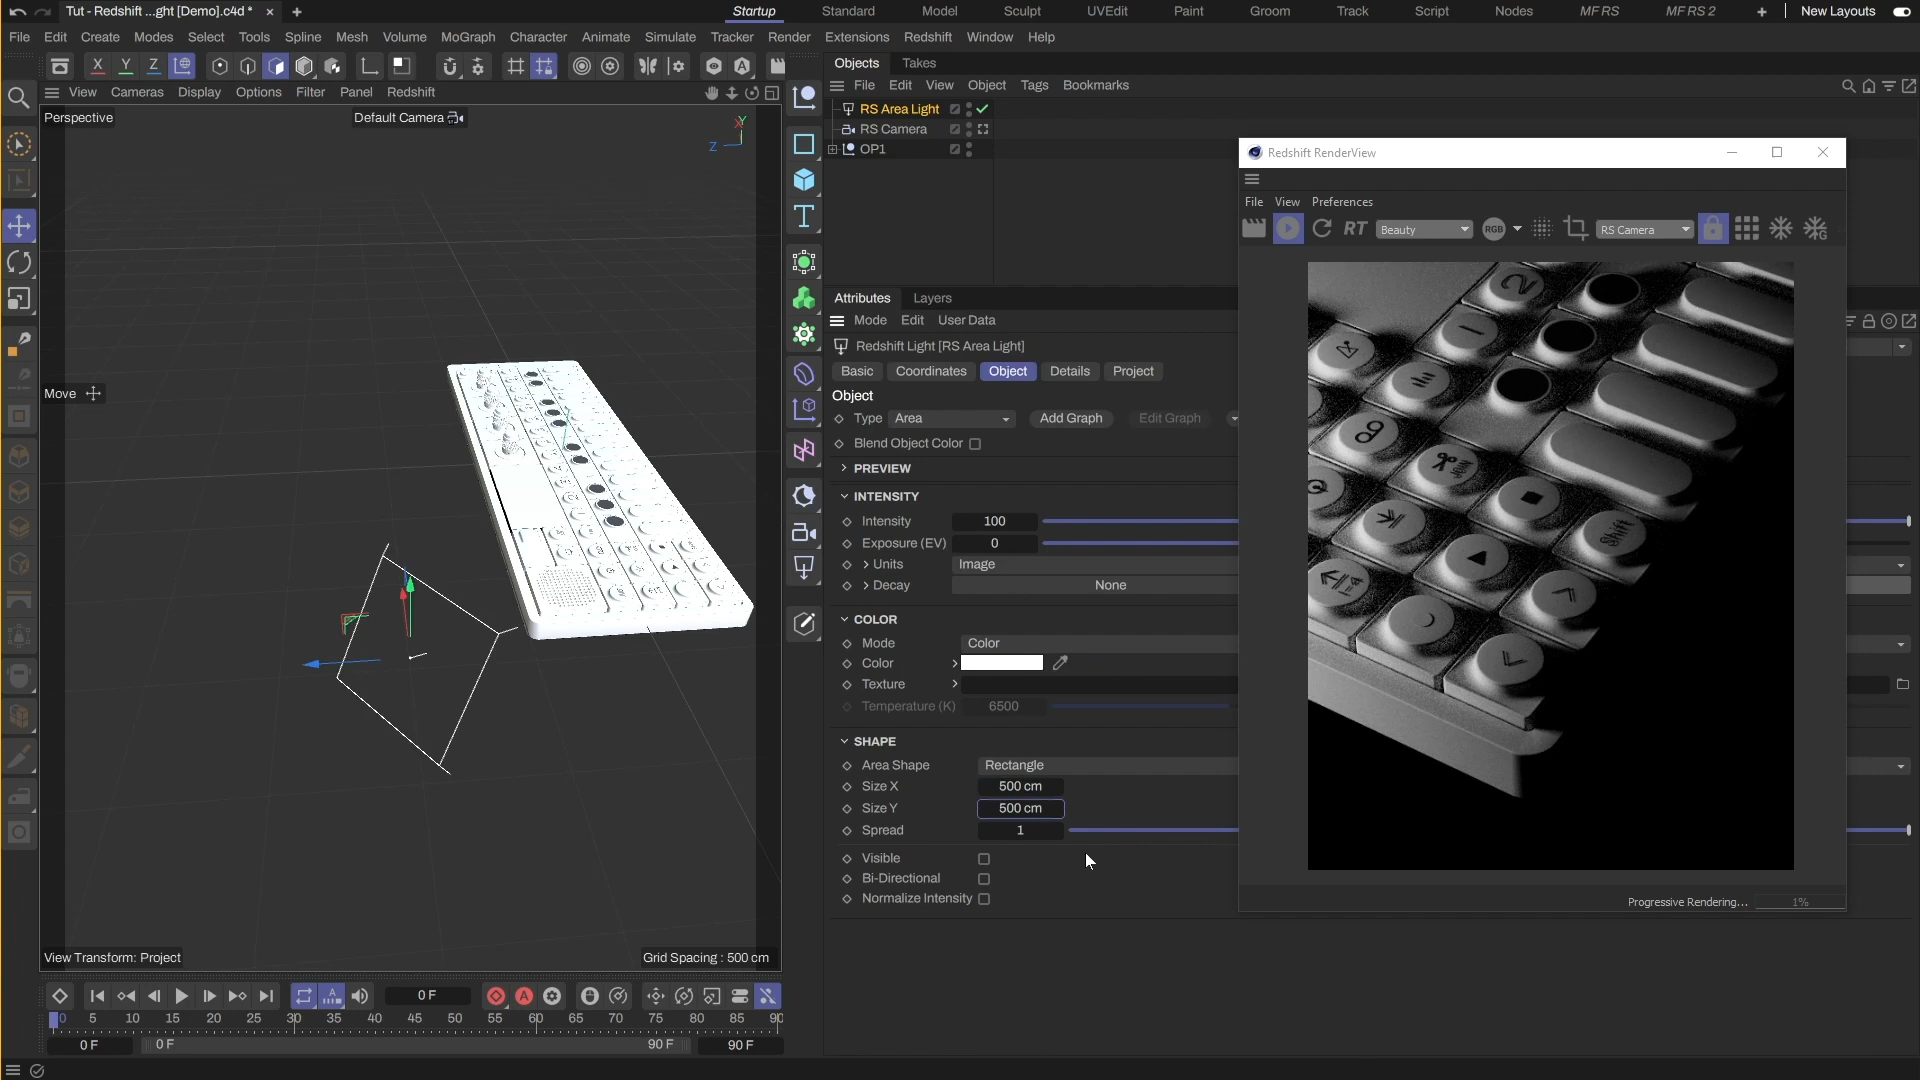 Tut - Redshift ...ght [Demo].c4d *
Startup
Standard
Model
Sculpt
UVEdit
Paint
Groom
Track
Script
Nodes
MF RS
MF RS 2
New Layouts
File Edit Create Modes Select Tools Spline Mesh Volume MoGraph Character Animate Simulate Tracker Render Extensions Redshift Window Help
X Y Z
View Cameras Display Options Filter Panel Redshift
Perspective
Default Camera
Y
X
Z
Move
View Transform: Project
Grid Spacing : 500 cm
0 F
0 5 10 15 20 25 30 35 40 45 50 55 60 65 70 75 80 85 90
0 F
0 F
90 F
90 F
Objects Takes
File Edit View Object Tags Bookmarks
RS Area Light
RS Camera
OP1
Attributes Layers
Mode Edit User Data
Redshift Light [RS Area Light]
Basic Coordinates Object Details Project
Object
Type Area Add Graph Edit Graph
Blend Object Color
PREVIEW
INTENSITY
Intensity 100
Exposure (EV) 0
Units Image
Decay None
COLOR
Mode Color
Color
Texture
Temperature (K) 6500
SHAPE
Area Shape Rectangle
Size X 500 cm
Size Y 500 cm
Spread 1
Visible
Bi-Directional
Normalize Intensity
Redshift RenderView
File View Preferences
RT Beauty RGB RS Camera G
shift
Progressive Rendering... 1%